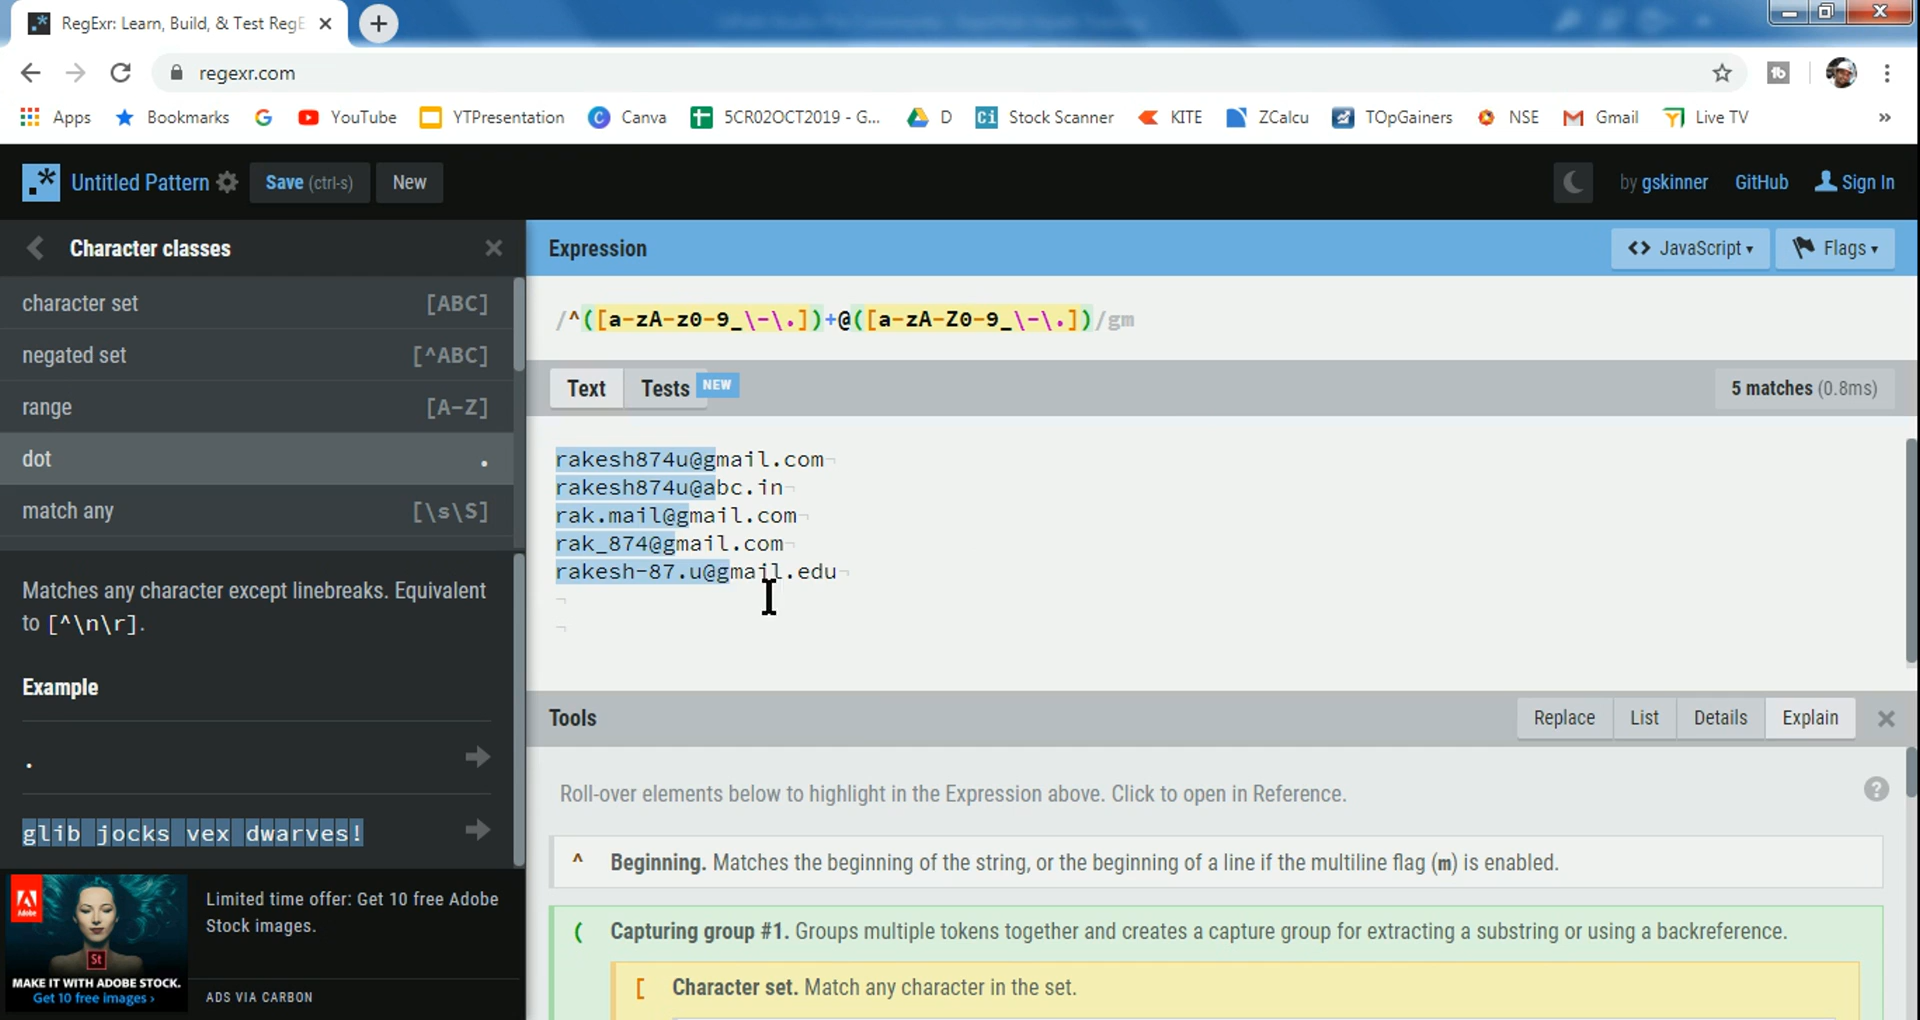 RegExr: Learn, Build, & Test RegE
regexr.com
Apps Bookmarks YouTube YTPresentation Canva 5CR02OCT2019 - G... D Stock Scanner KITE ZCalcu TOpGainers NSE Gmail Live TV »
Untitled Pattern Save (ctrl-s) New by gskinner GitHub Sign In
Character classes
character set [ABC]
negated set [^ABC]
range [A-Z]
dot .
match any [\s\S]
Matches any character except linebreaks. Equivalent
to [^\n\r].
Example
.
glib jocks vex dwarves!
Adobe
St
MAKE IT WITH ADOBE STOCK.
Get 10 free images ›
Limited time offer: Get 10 free Adobe
Stock images.
ADS VIA CARBON
Expression <> JavaScript Flags
/^([a-zA-z0-9_\-\.])+@([a-zA-Z0-9_\-\.])/gm
Text Tests NEW 5 matches (0.8ms)
rakesh874u@gmail.com
rakesh874u@abc.in
rak.mail@gmail.com
rak_874@gmail.com
rakesh-87.u@gmail.edu
Tools Replace List Details Explain
Roll-over elements below to highlight in the Expression above. Click to open in Reference. ?
^ Beginning. Matches the beginning of the string, or the beginning of a line if the multiline flag (m) is enabled.
( Capturing group #1. Groups multiple tokens together and creates a capture group for extracting a substring or using a backreference.
[ Character set. Match any character in the set.